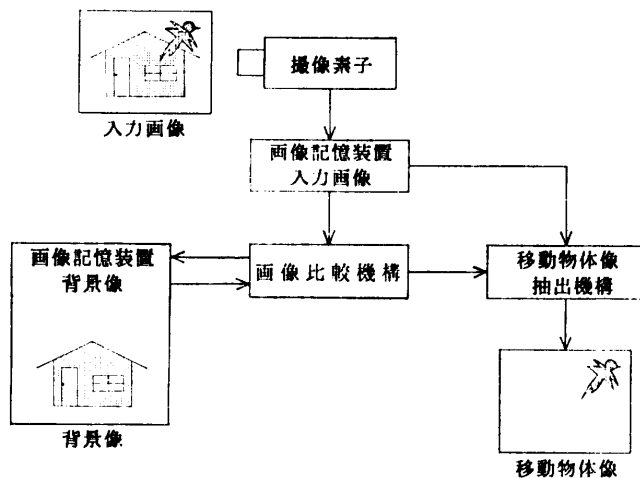 撮像素子
入力画像
画像記憶装置
入力画像
画像記憶装置
背景像
画像比較機構
移動物体像
抽出機構
背景像
移動物体像